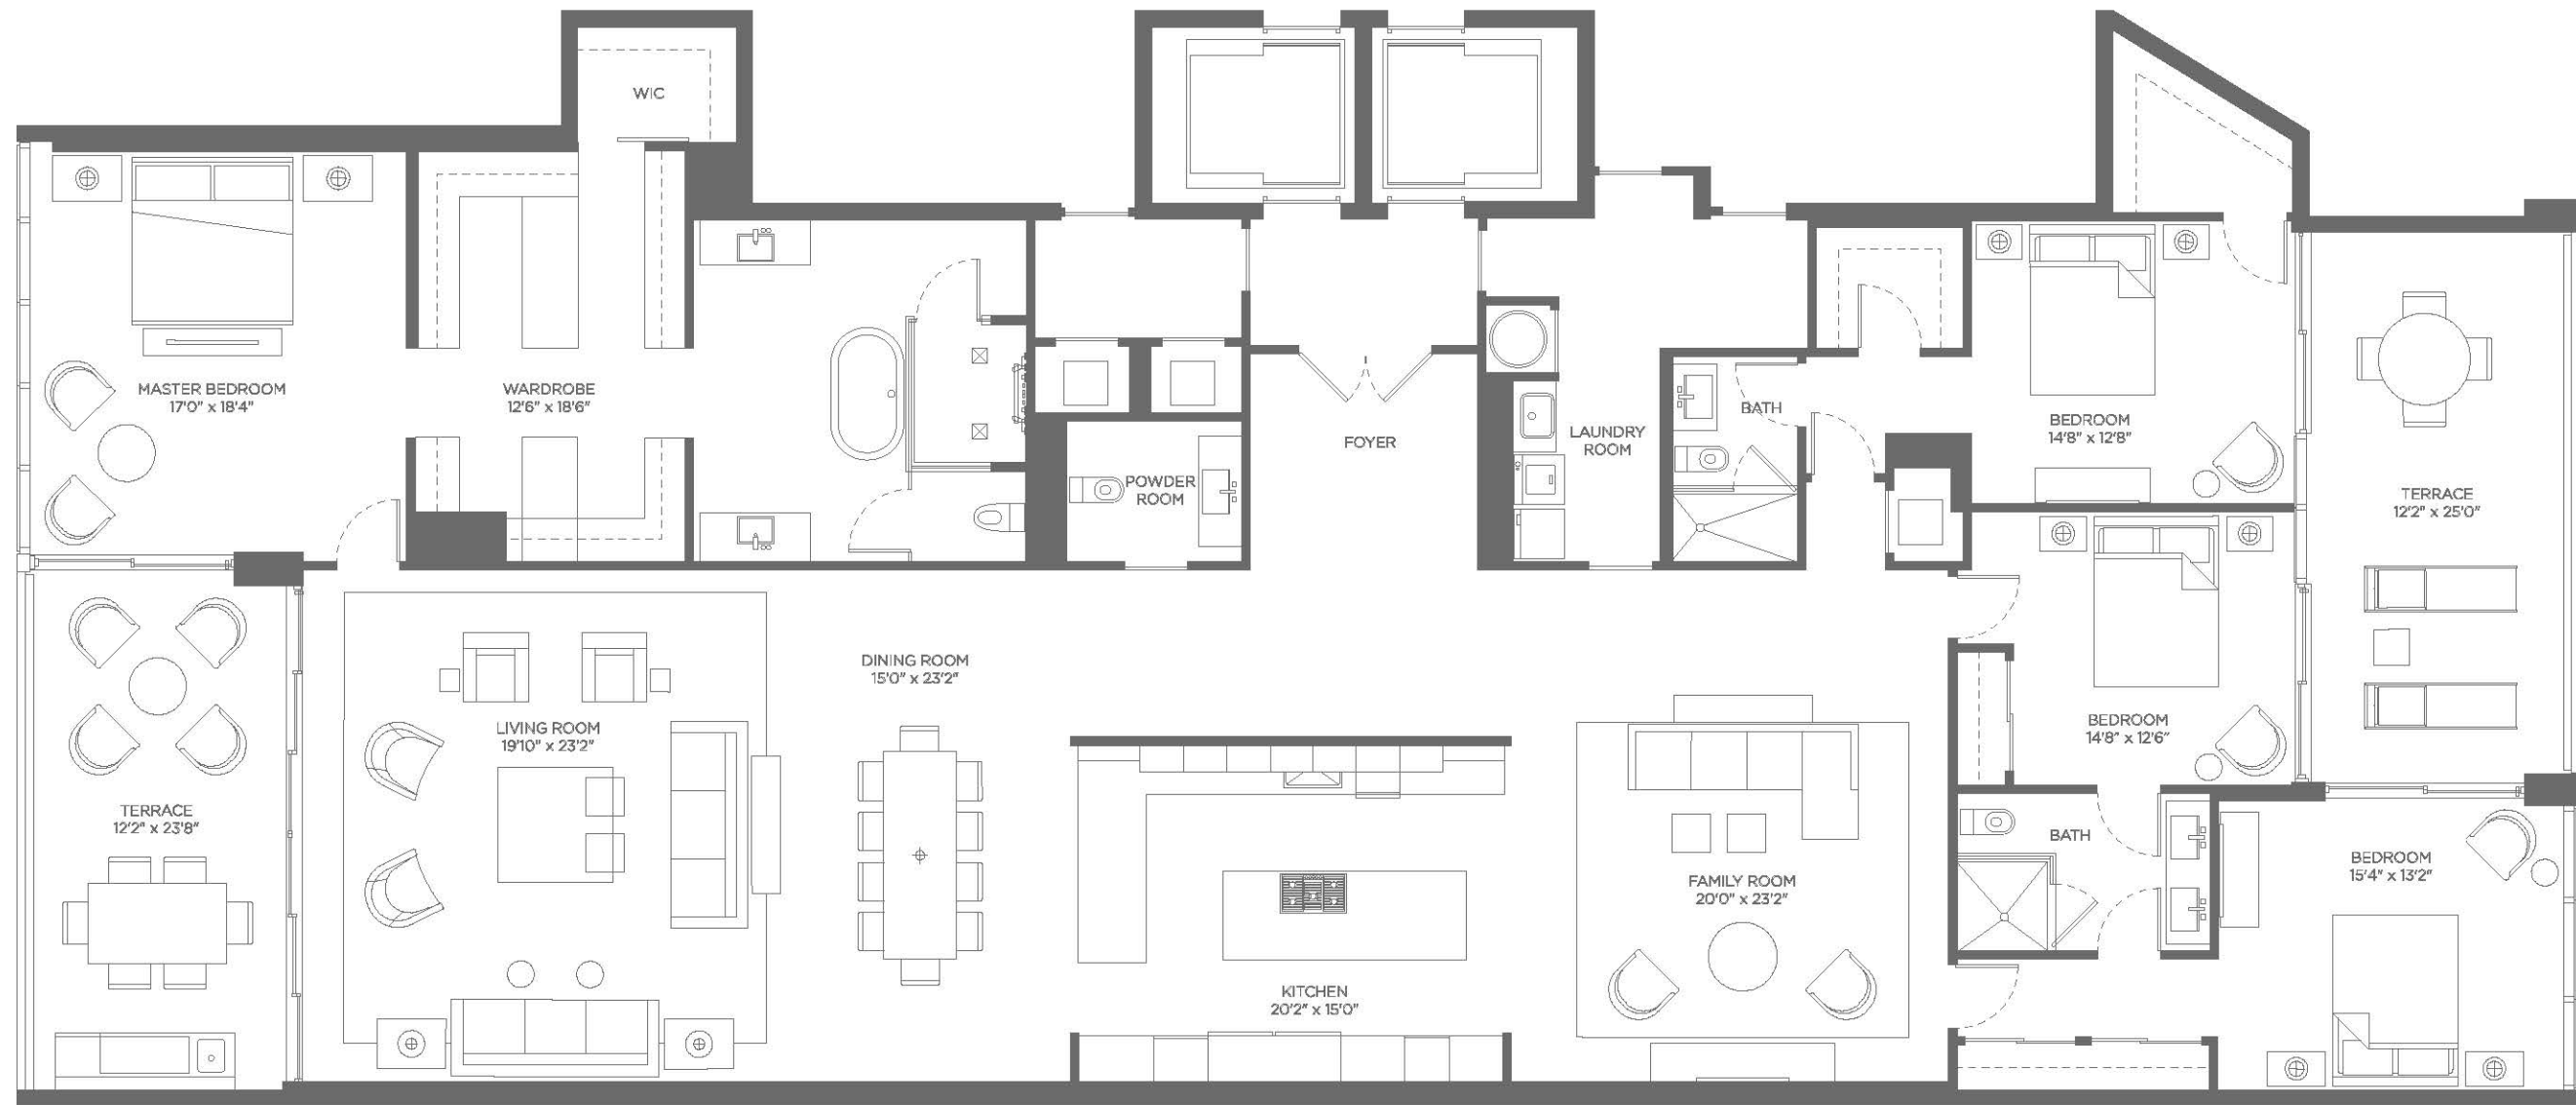 WIC
MASTER BEDROOM
17'0" x 18'4"
WARDROBE
12'6" x 18'6"
POWDER
ROOM
FOYER
LAUNDRY
ROOM
BATH
BEDROOM
14'8" x 12'8"
TERRACE
12'2" x 25'0"
DINING ROOM
15'0" x 23'2"
LIVING ROOM
19'10" x 23'2"
BEDROOM
14'8" x 12'6"
TERRACE
12'2" x 23'8"
BATH
BEDROOM
15'4" x 13'2"
FAMILY ROOM
20'0" x 23'2"
KITCHEN
20'2" x 15'0"